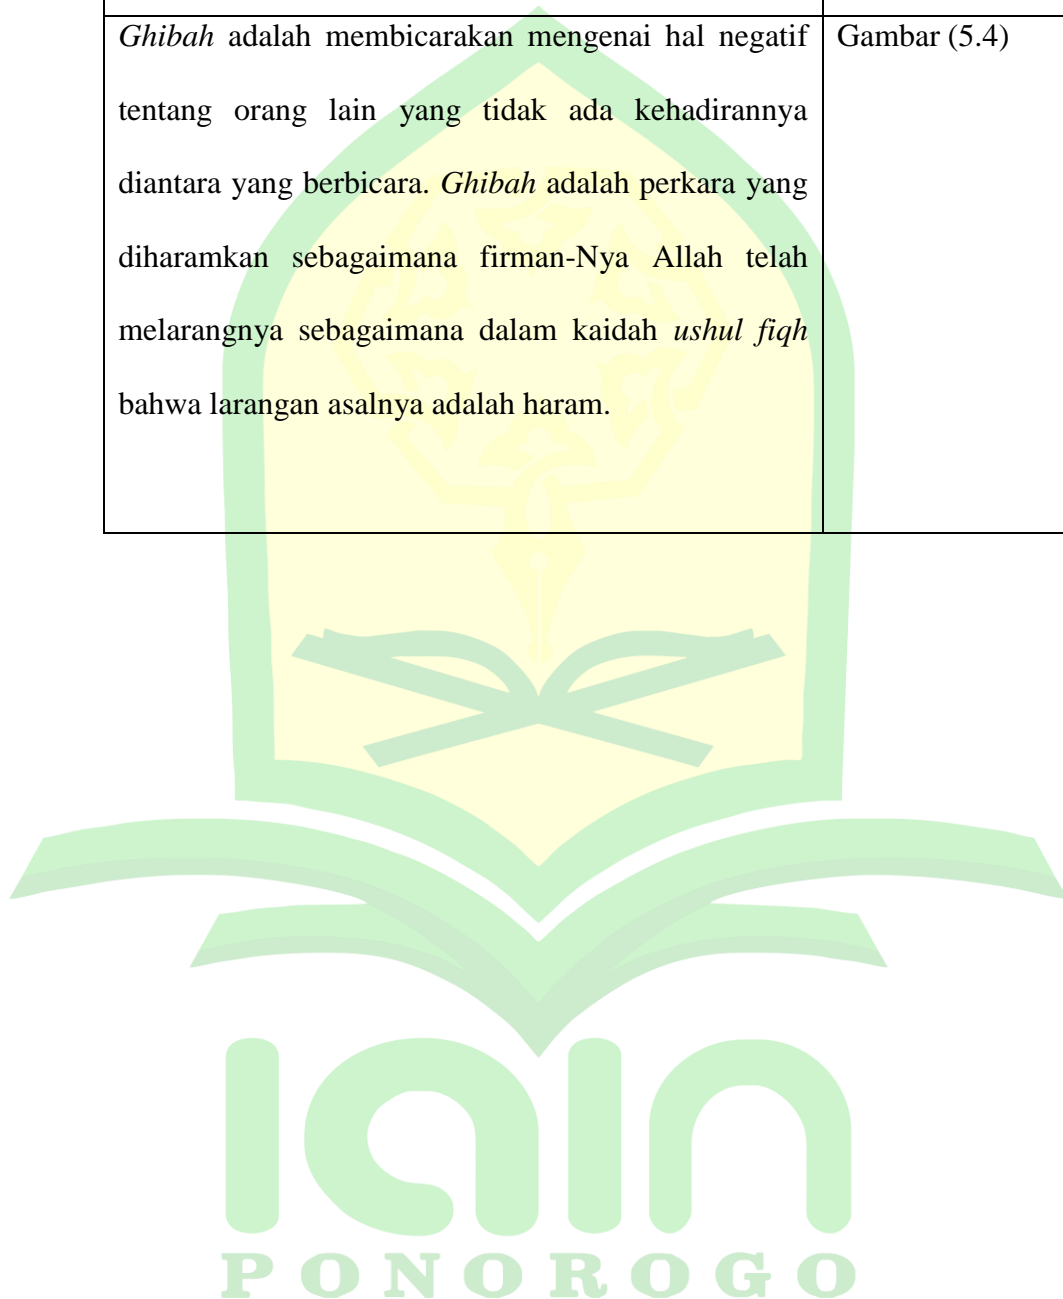 Ghibah adalah membicarakan mengenai hal negatif
tentang orang lain yang tidak ada kehadirannya
diantara yang berbicara. Ghibah adalah perkara yang
diharamkan sebagaimana firman-Nya Allah telah
melarangnya sebagaimana dalam kaidah ushul fiqh
bahwa larangan asalnya adalah haram.
Gambar (5.4)
iain
PONOROGO